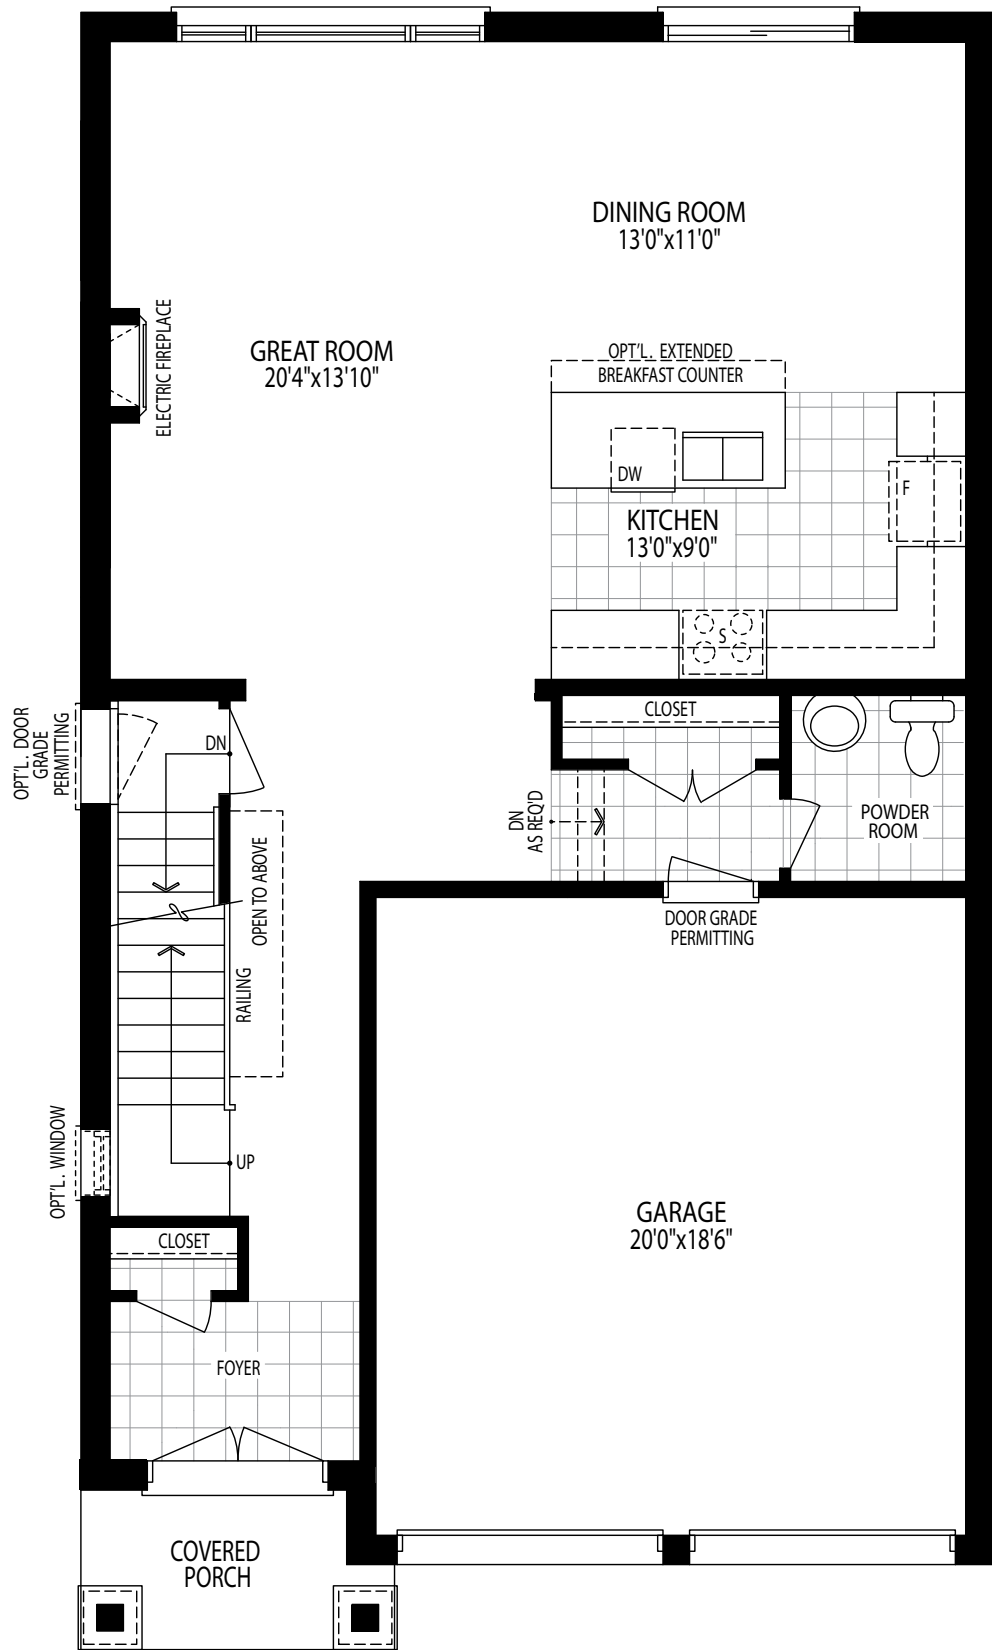 DINING ROOM
13'0"x11'0"
ELECTRIC FIREPLACE
GREAT ROOM
20'4"x13'10"
OPT'L. EXTENDED
BREAKFAST COUNTER
DW
F
KITCHEN
13'0"x9'0"
S
OPT'L. DOOR
GRADE
PERMITTING
DN
CLOSET
DN
AS REQ'D
POWDER
ROOM
OPEN TO ABOVE
DOOR GRADE
PERMITTING
RAILING
OPT'L. WINDOW
UP
GARAGE
20'0"x18'6"
CLOSET
FOYER
COVERED
PORCH